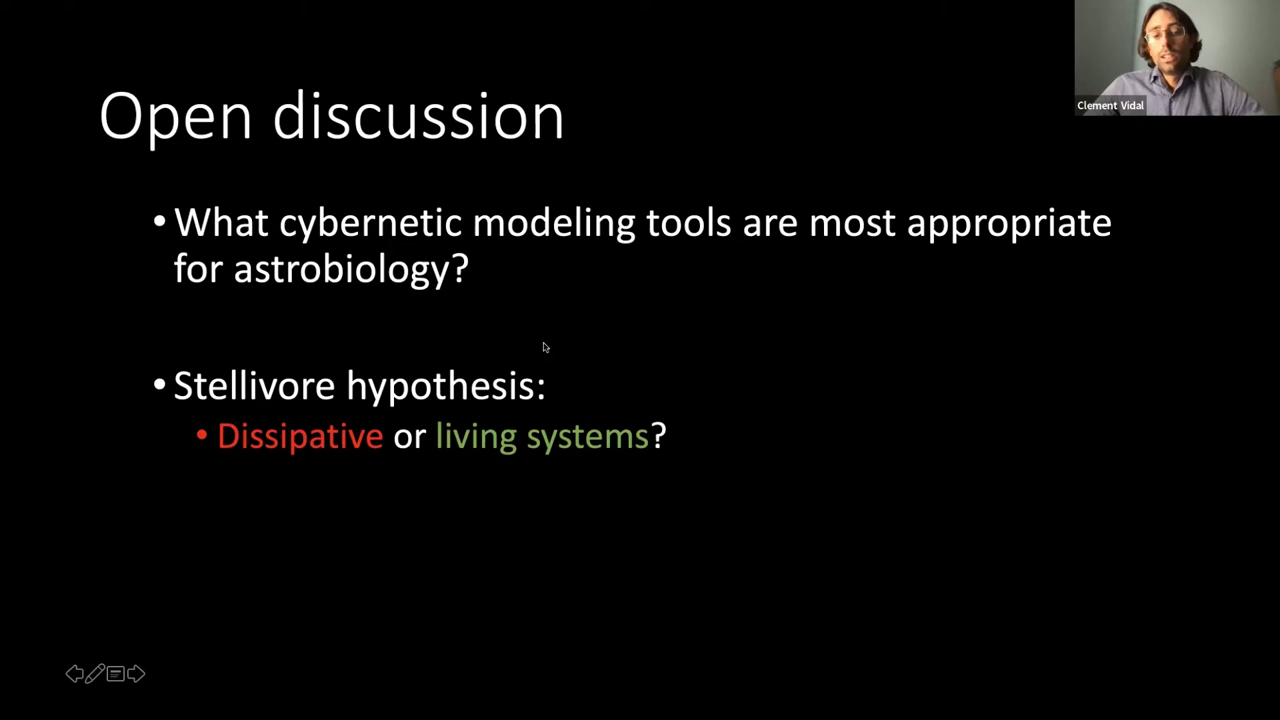 Clement Vidal
Open discussion
• What cybernetic modeling tools are most appropriate
for astrobiology?
• Stellivore hypothesis:
• Dissipative or living systems?